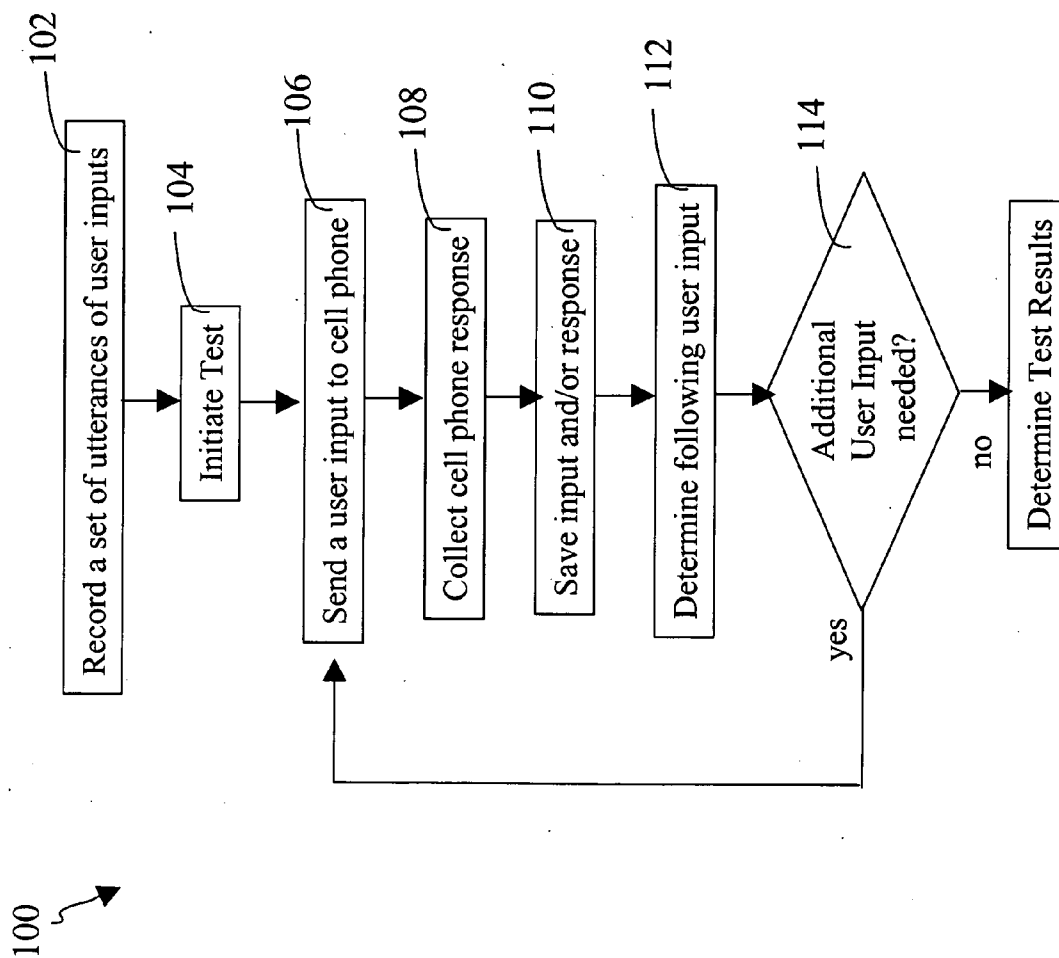 100
102
Record a set of utterances of user inputs
104
Initiate Test
106
Send a user input to cell phone
108
Collect cell phone response
110
Save input and/or response
112
Determine following user input
114
Additional
User Input
needed?
yes
no
Determine Test Results